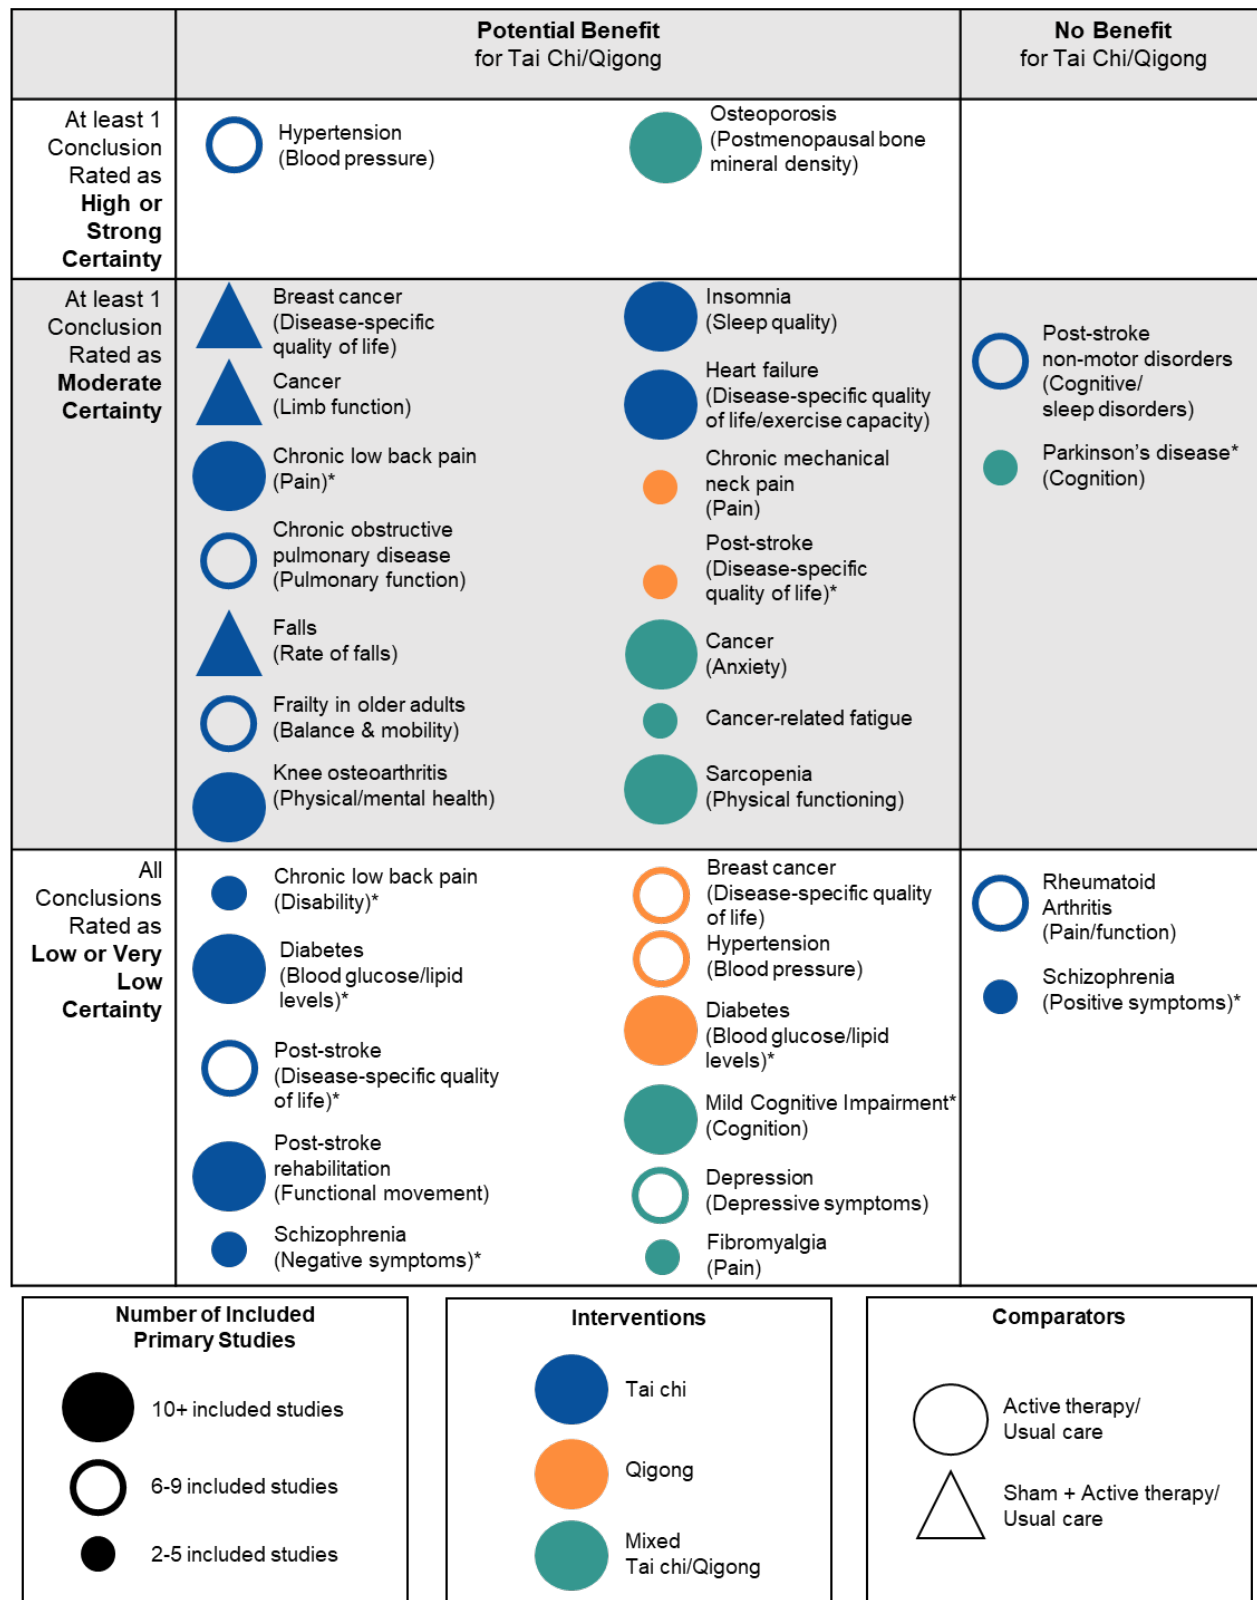 Potential Benefit
for Tai Chi/Qigong
No Benefit
for Tai Chi/Qigong
At least 1
Conclusion
Rated as
High or
Strong
Certainty
Hypertension
(Blood pressure)
Osteoporosis
(Postmenopausal bone
mineral density)
At least 1
Conclusion
Rated as
Moderate
Certainty
Breast cancer
(Disease-specific
quality of life)
Cancer
(Limb function)
Chronic low back pain
(Pain)*
Chronic obstructive
pulmonary disease
(Pulmonary function)
Falls
(Rate of falls)
Frailty in older adults
(Balance & mobility)
Knee osteoarthritis
(Physical/mental health)
Insomnia
(Sleep quality)
Heart failure
(Disease-specific quality
of life/exercise capacity)
Chronic mechanical
neck pain
(Pain)
Post-stroke
(Disease-specific
quality of life)*
Cancer
(Anxiety)
Cancer-related fatigue
Sarcopenia
(Physical functioning)
Post-stroke
non-motor disorders
(Cognitive/
sleep disorders)
Parkinson's disease*
(Cognition)
All
Conclusions
Rated as
Low or Very
Low
Certainty
Chronic low back pain
(Disability)*
Diabetes
(Blood glucose/lipid
levels)*
Post-stroke
(Disease-specific quality
of life)*
Post-stroke
rehabilitation
(Functional movement)
Schizophrenia
(Negative symptoms)*
Breast cancer
(Disease-specific quality
of life)
Hypertension
(Blood pressure)
Diabetes
(Blood glucose/lipid
levels)*
Mild Cognitive Impairment*
(Cognition)
Depression
(Depressive symptoms)
Fibromyalgia
(Pain)
Rheumatoid
Arthritis
(Pain/function)
Schizophrenia
(Positive symptoms)*
Number of Included
Primary Studies
10+ included studies
6-9 included studies
2-5 included studies
Interventions
Tai chi
Qigong
Mixed
Tai chi/Qigong
Comparators
Active therapy/
Usual care
Sham + Active therapy/
Usual care